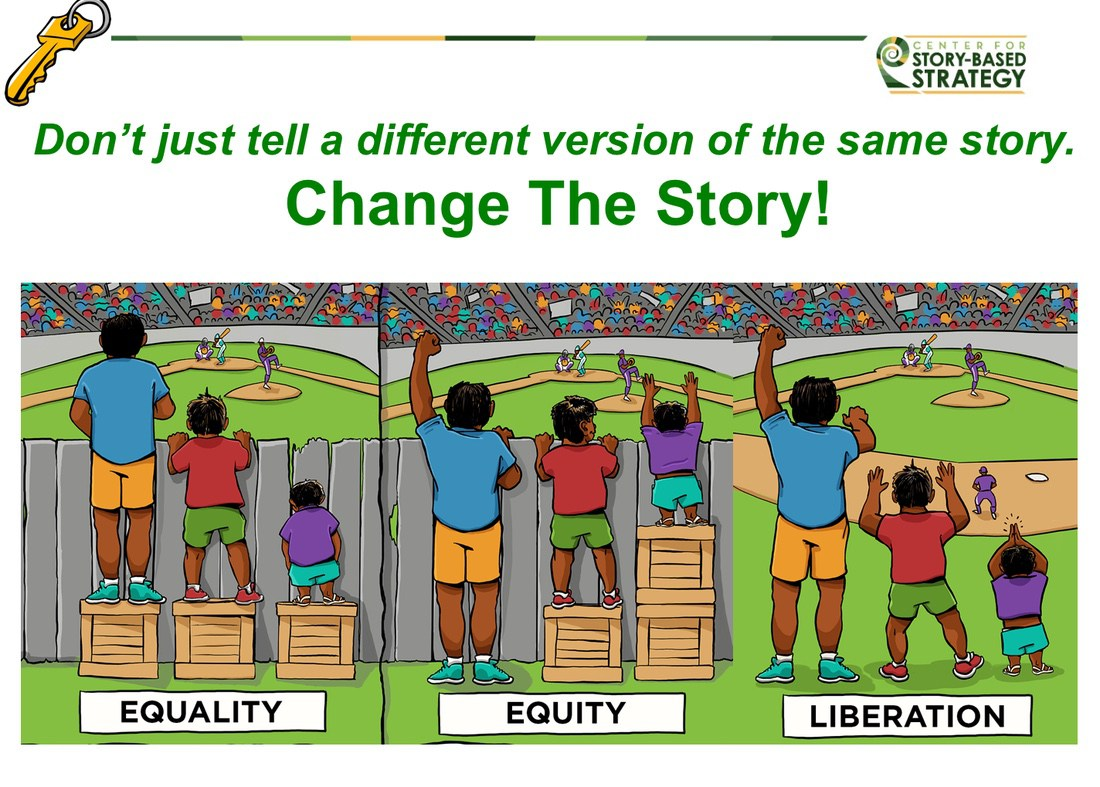 CENTER FOR
STORY-BASED
STRATEGY
Don’t just tell a different version of the same story.
Change The Story!
EQUALITY
EQUITY
LIBERATION